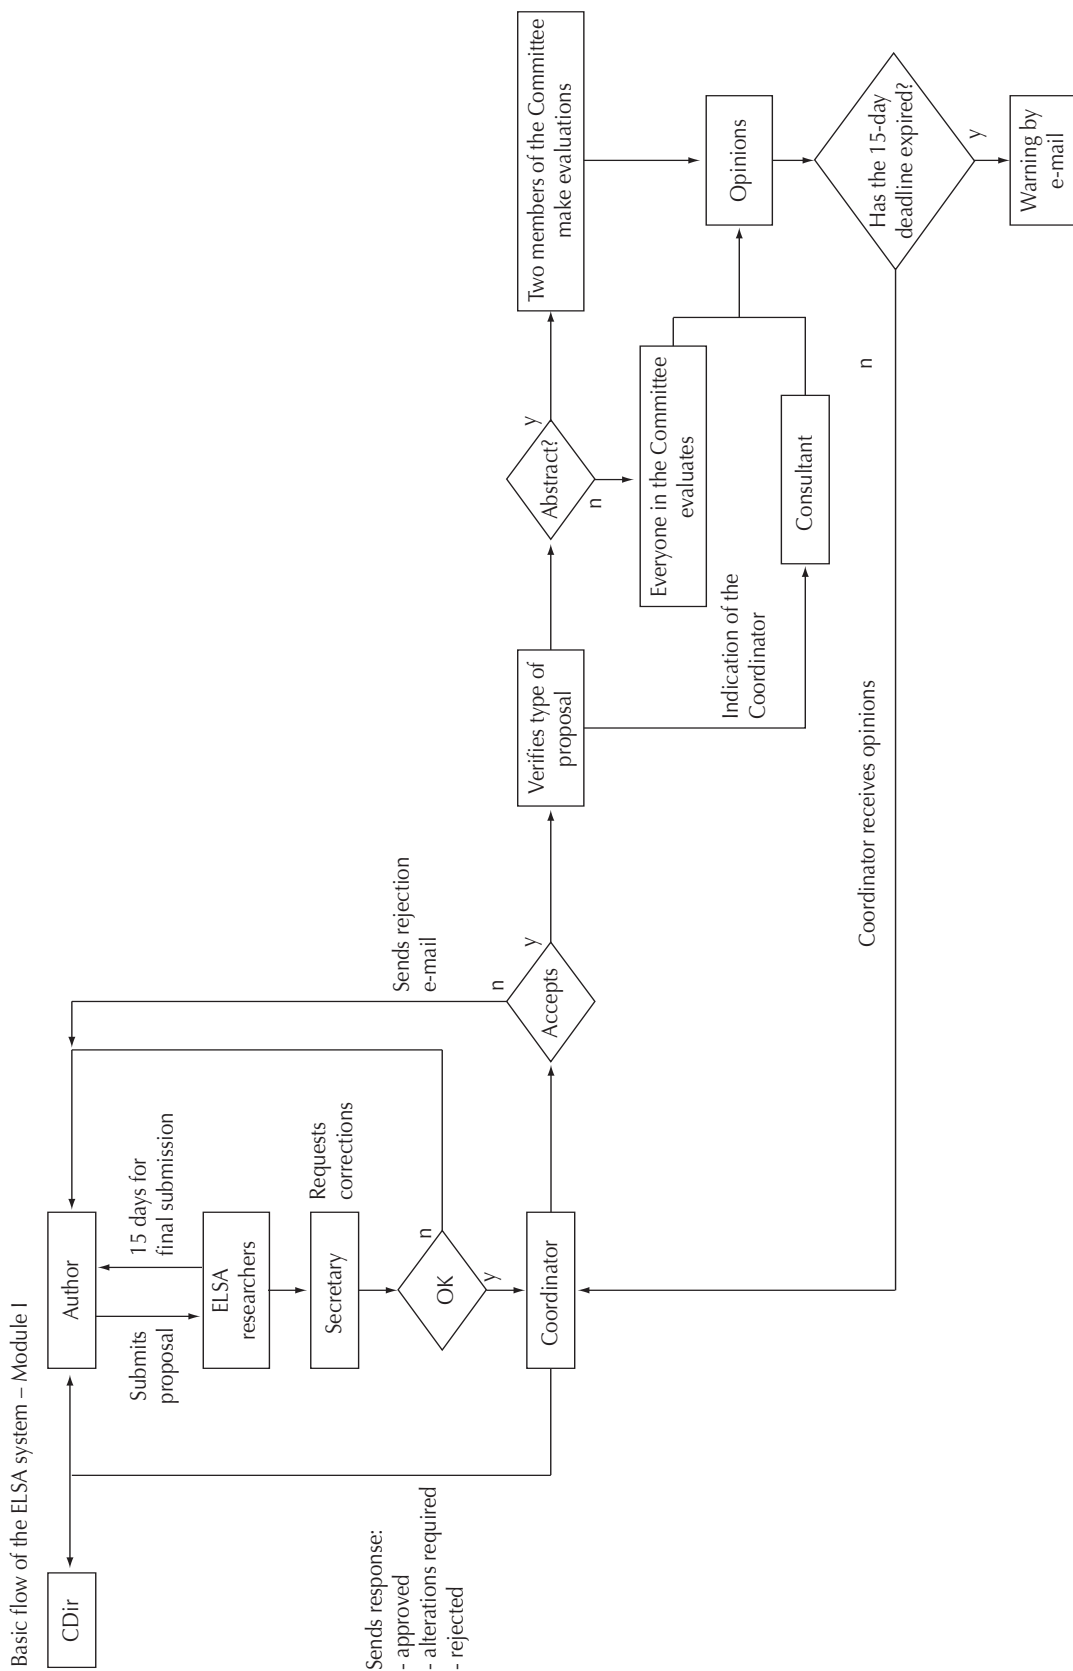 Basic flow of the ELSA system – Module I
CDir
Author
Submits
proposal
15 days for
final submission
ELSA
researchers
Secretary
Requests
corrections
OK
n
y
Coordinator
Sends response:
- approved
- alterations required
- rejected
Accepts
n
y
Sends rejection
e-mail
Verifies type of
proposal
Abstract?
y
n
Two members of the Committee
make evaluations
Everyone in the Committee
evaluates
Indication of the
Coordinator
Consultant
Opinions
Has the 15-day
deadline expired?
y
n
Warning by
e-mail
Coordinator receives opinions